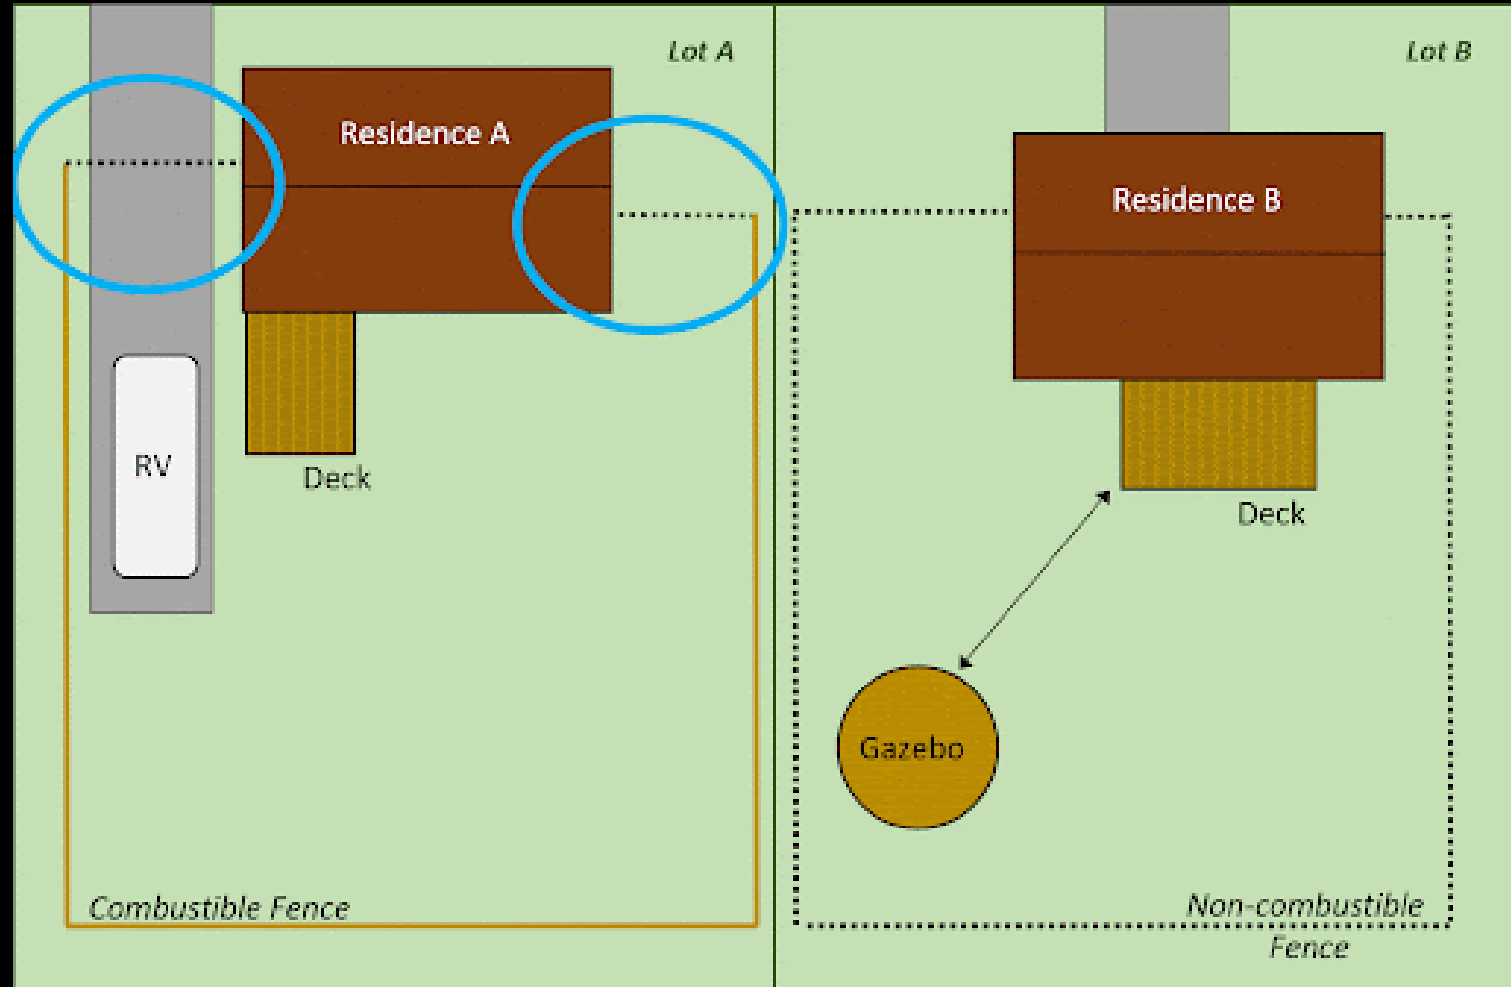 Lot A
Lot B
Residence A
Residence B
RV
Deck
Deck
Gazebo
Combustible Fence
Non-combustible
Fence